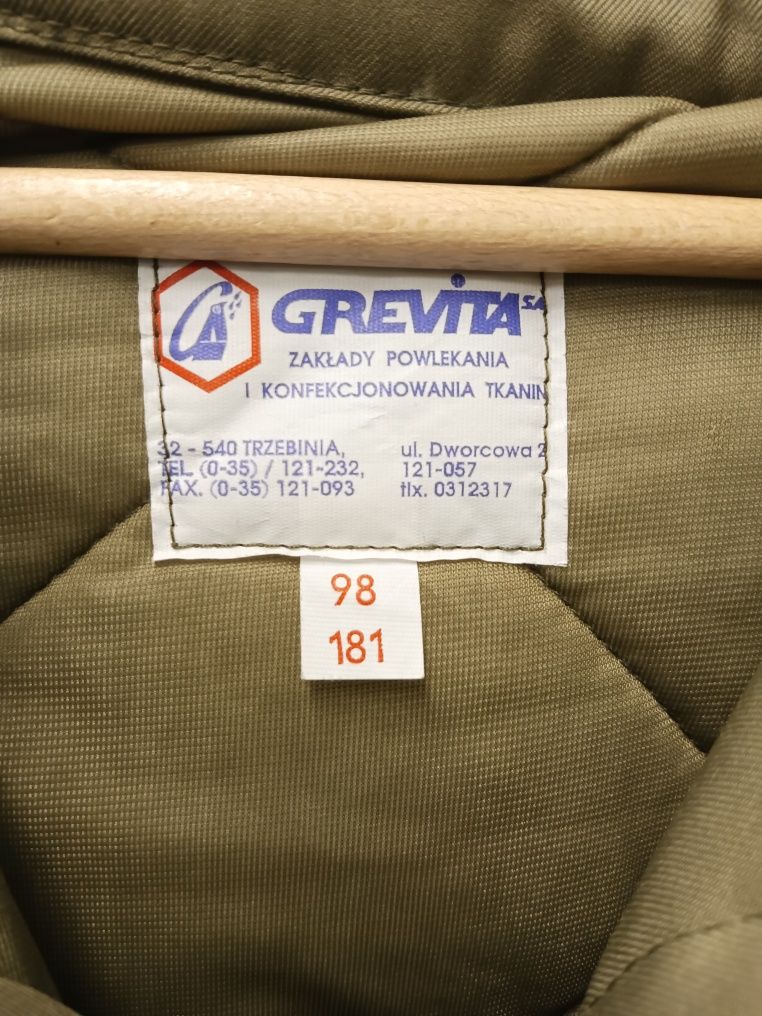 GREVITA S.A.
ZAKŁADY POWLEKANIA
I KONFEKCJONOWANIA TKANIN
32 - 540 TRZEBINIA, ul. Dworcowa 2
TEL. (0-35) / 121-232, 121-057
FAX. (0-35) 121-093 tlx. 0312317
98
181